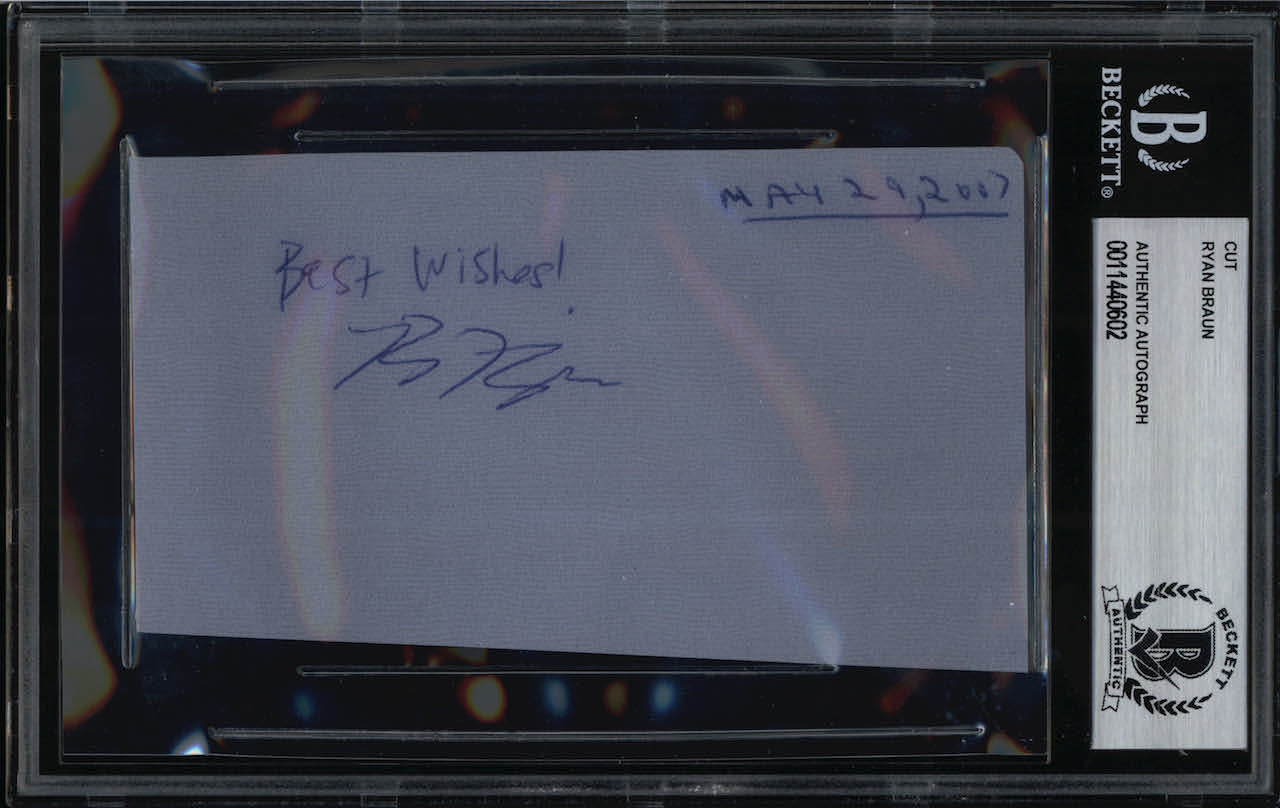 MAY 29, 2007
Best Wishes!
BECKETT®
CUT
RYAN BRAUN
AUTHENTIC AUTOGRAPH
0011440602
BECKETT
AUTHENTIC